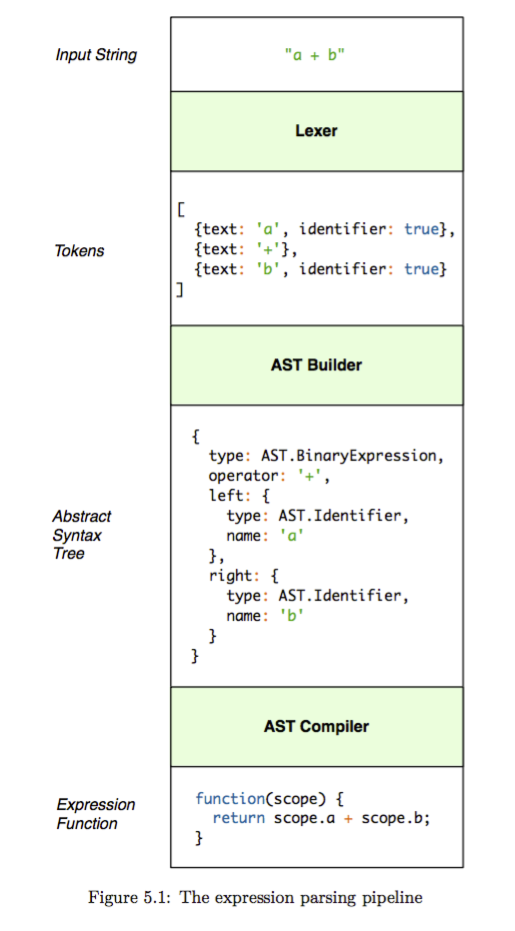 Input String
"a + b"
Lexer
Tokens
[
  {text: 'a', identifier: true},
  {text: '+'},
  {text: 'b', identifier: true}
]
AST Builder
Abstract
Syntax
Tree
{
  type: AST.BinaryExpression,
  operator: '+',
  left: {
    type: AST.Identifier,
    name: 'a'
  },
  right: {
    type: AST.Identifier,
    name: 'b'
  }
}
AST Compiler
Expression
Function
function(scope) {
  return scope.a + scope.b;
}
Figure 5.1: The expression parsing pipeline